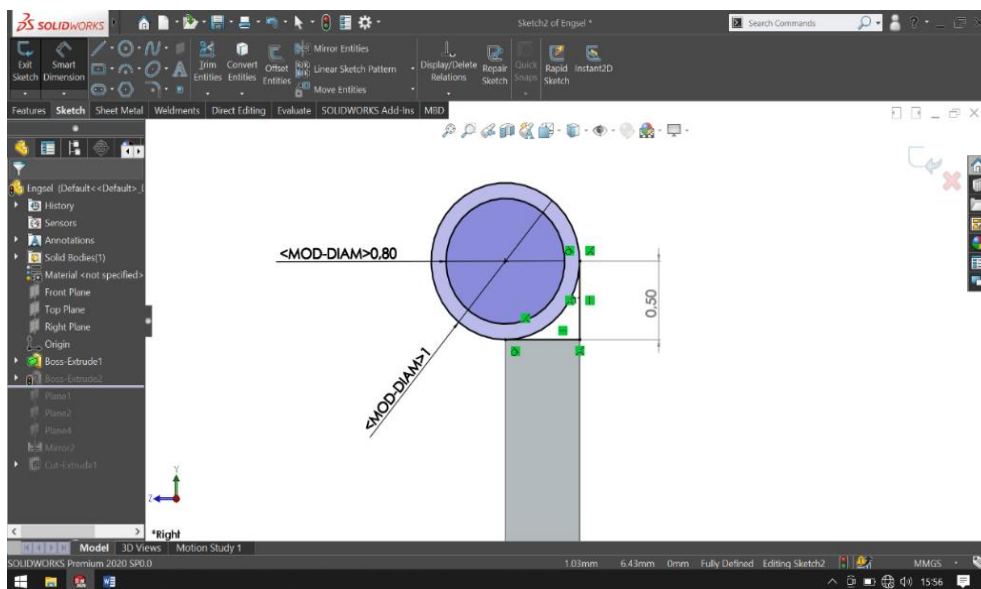 SOLIDWORKS
Sketch2 of Engsel *
Search Commands
Exit Sketch
Smart Dimension
Trim Entities
Convert Entities
Offset Entities
Mirror Entities
Linear Sketch Pattern
Move Entities
Display/Delete Relations
Repair Sketch
Quick Snaps
Rapid Sketch
Instant2D
Features Sketch Sheet Metal Weldments Direct Editing Evaluate SOLIDWORKS Add-Ins MBD
Engsel (Default<<Default>_
History
Sensors
Annotations
Solid Bodies(1)
Material <not specified>
Front Plane
Top Plane
Right Plane
Origin
Boss-Extrude1
Boss-Extrude2
Plane1
Plane2
Plane4
Mirror2
Cut-Extrude1
<MOD-DIAM>0,80
<MOD-DIAM>1
0,50
Y
Z
*Right
Model 3D Views Motion Study 1
SOLIDWORKS Premium 2020 SP0.0
1.03mm 6.43mm 0mm Fully Defined Editing Sketch2 MMGS
15:56